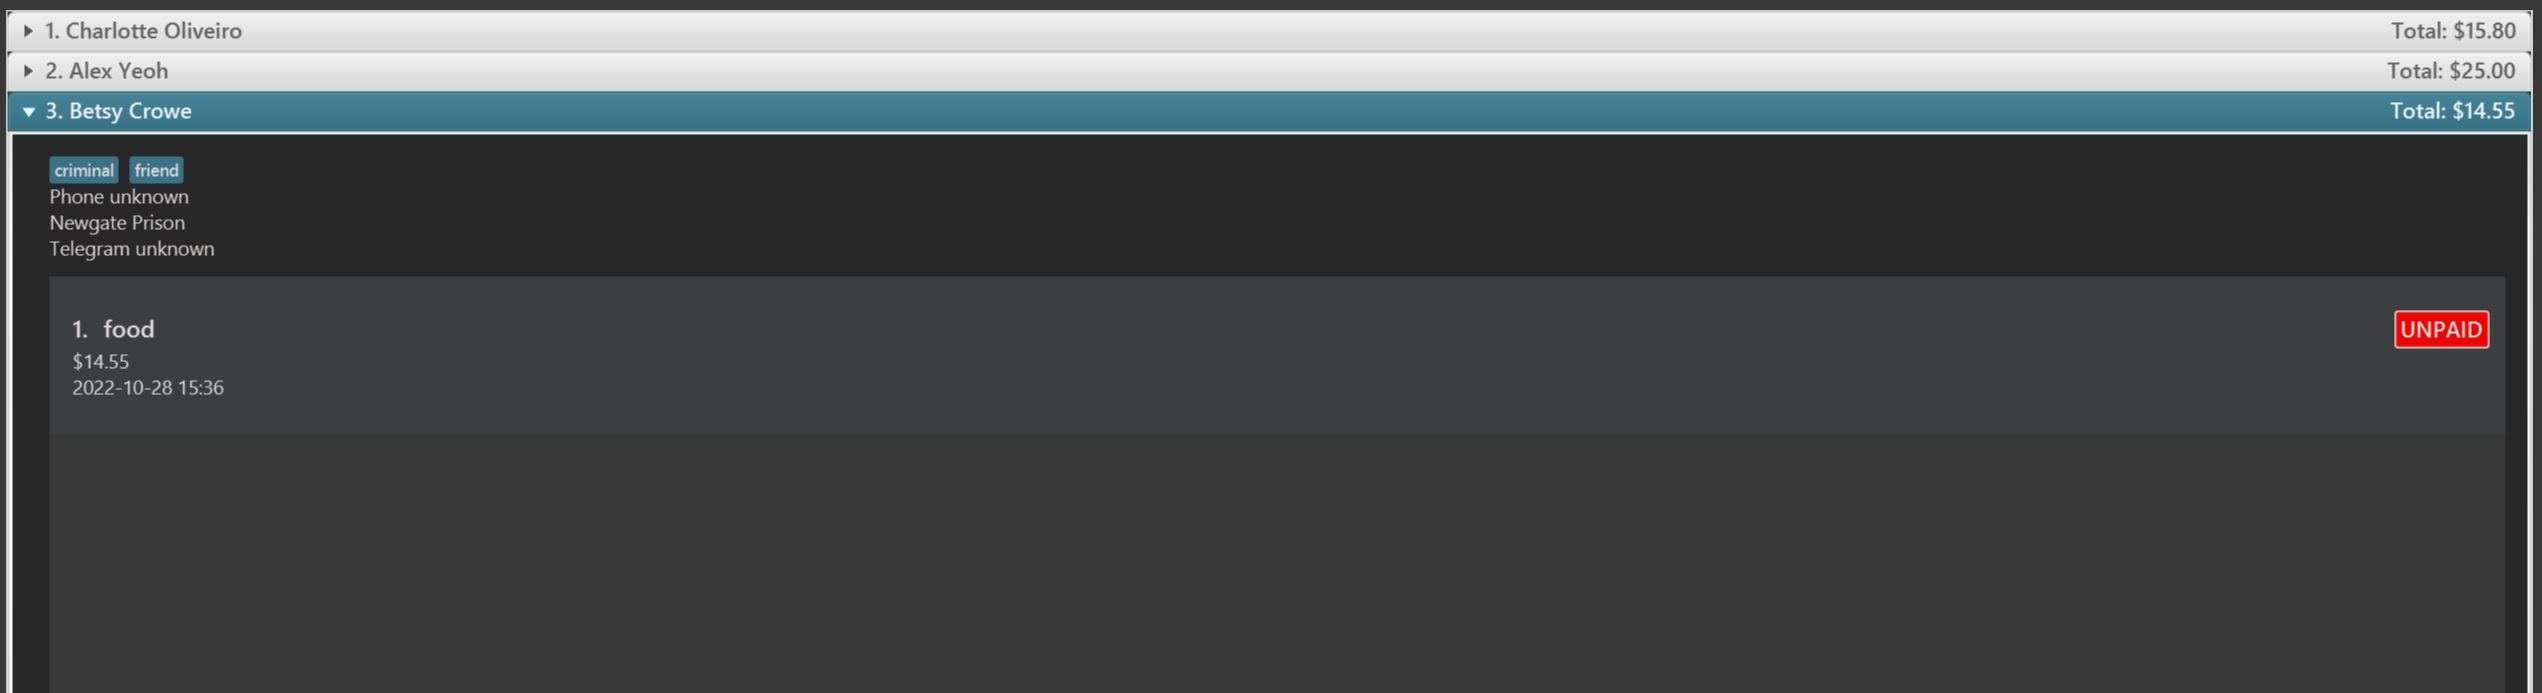 1. Charlotte Oliveiro Total: $15.80
2. Alex Yeoh Total: $25.00
3. Betsy Crowe Total: $14.55
criminal friend
Phone unknown
Newgate Prison
Telegram unknown
1. food UNPAID
$14.55
2022-10-28 15:36